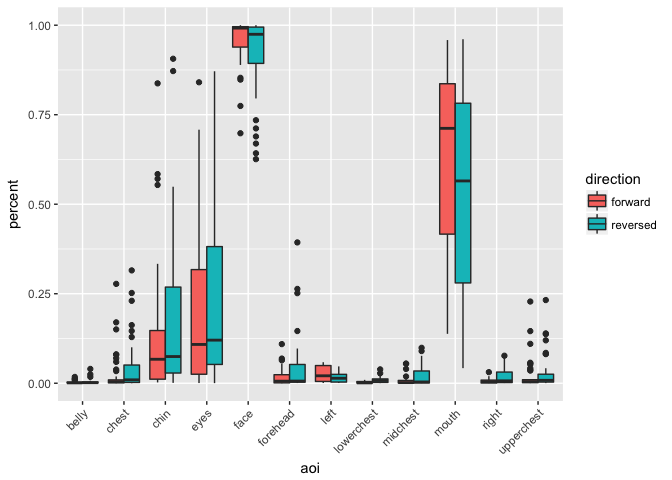 1.00
0.75
0.50
0.25
0.00
percent
belly
chest
chin
eyes
face
forehead
left
lowerchest
midchest
mouth
right
upperchest
aoi
direction
forward
reversed